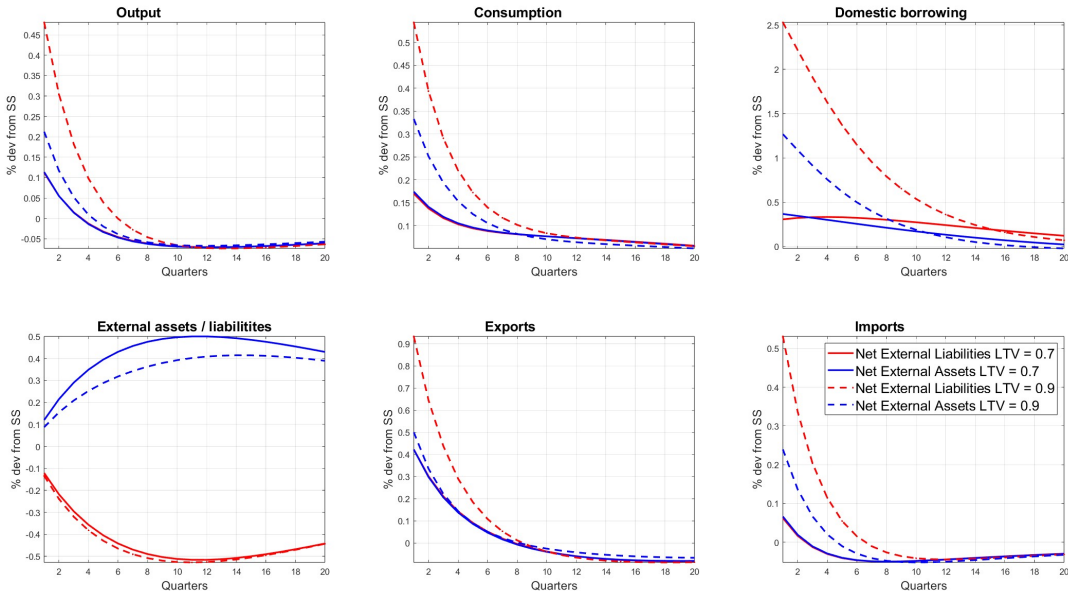 Output
0.45
0.4
0.35
0.3
0.25
0.2
0.15
0.1
0.05
0
-0.05
% dev from SS
2 4 6 8 10 12 14 16 18 20
Quarters
Consumption
0.5
0.45
0.4
0.35
0.3
0.25
0.2
0.15
0.1
% dev from SS
2 4 6 8 10 12 14 16 18 20
Quarters
Domestic borrowing
2.5
2
1.5
1
0.5
0
% dev from SS
2 4 6 8 10 12 14 16 18 20
Quarters
External assets / liabilitites
0.5
0.4
0.3
0.2
0.1
0
-0.1
-0.2
-0.3
-0.4
-0.5
% dev from SS
2 4 6 8 10 12 14 16 18 20
Quarters
Exports
0.9
0.8
0.7
0.6
0.5
0.4
0.3
0.2
0.1
0
% dev from SS
2 4 6 8 10 12 14 16 18 20
Quarters
Imports
0.5
0.4
0.3
0.2
0.1
0
% dev from SS
2 4 6 8 10 12 14 16 18 20
Quarters
Net External Liabilities LTV = 0.7
Net External Assets LTV = 0.7
Net External Liabilities LTV = 0.9
Net External Assets LTV = 0.9